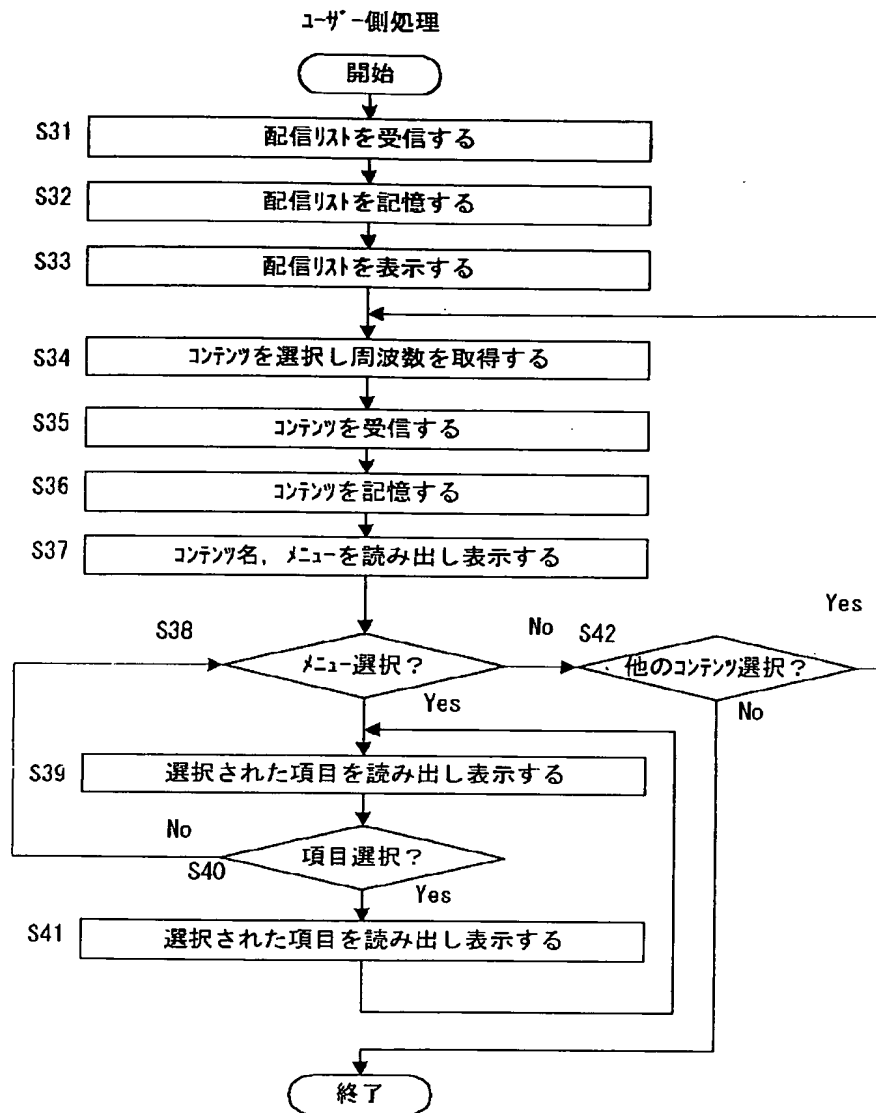 ﾕｰｻﾞｰ側処理
開始
S31
配信ﾘｽﾄを受信する
S32
配信ﾘｽﾄを記憶する
S33
配信ﾘｽﾄを表示する
S34
ｺﾝﾃﾝﾂを選択し周波数を取得する
S35
ｺﾝﾃﾝﾂを受信する
S36
ｺﾝﾃﾝﾂを記憶する
S37
ｺﾝﾃﾝﾂ名，ﾒﾆｭｰを読み出し表示する
S38
ﾒﾆｭｰ選択？
No
Yes
S42
他のｺﾝﾃﾝﾂ選択？
Yes
No
S39
選択された項目を読み出し表示する
S40
項目選択？
No
Yes
S41
選択された項目を読み出し表示する
終了